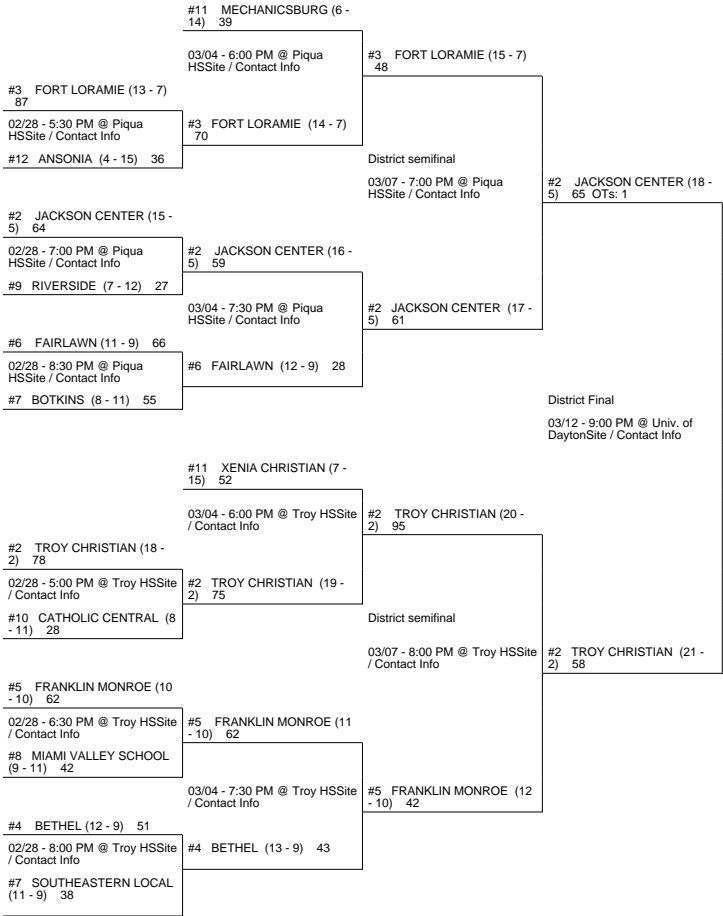 #11 MECHANICSBURG (6 -
14) 39
03/04 - 6:00 PM @ Piqua
HSSite / Contact Info
#3 FORT LORAMIE (15 - 7)
48
#3 FORT LORAMIE (13 - 7)
87
02/28 - 5:30 PM @ Piqua
HSSite / Contact Info
#3 FORT LORAMIE (14 - 7)
70
#12 ANSONIA (4 - 15) 36
District semifinal
03/07 - 7:00 PM @ Piqua
HSSite / Contact Info
#2 JACKSON CENTER (18 -
5) 65 OTs: 1
#2 JACKSON CENTER (15 -
5) 64
02/28 - 7:00 PM @ Piqua
HSSite / Contact Info
#2 JACKSON CENTER (16 -
5) 59
#9 RIVERSIDE (7 - 12) 27
03/04 - 7:30 PM @ Piqua
HSSite / Contact Info
#2 JACKSON CENTER (17 -
5) 61
#6 FAIRLAWN (11 - 9) 66
02/28 - 8:30 PM @ Piqua
HSSite / Contact Info
#6 FAIRLAWN (12 - 9) 28
#7 BOTKINS (8 - 11) 55
District Final
03/12 - 9:00 PM @ Univ. of
DaytonSite / Contact Info
#11 XENIA CHRISTIAN (7 -
15) 52
03/04 - 6:00 PM @ Troy HSSite
/ Contact Info
#2 TROY CHRISTIAN (20 -
2) 95
#2 TROY CHRISTIAN (18 -
2) 78
02/28 - 5:00 PM @ Troy HSSite
/ Contact Info
#2 TROY CHRISTIAN (19 -
2) 75
#10 CATHOLIC CENTRAL (8
- 11) 28
District semifinal
03/07 - 8:00 PM @ Troy HSSite
/ Contact Info
#2 TROY CHRISTIAN (21 -
2) 58
#5 FRANKLIN MONROE (10
- 10) 62
02/28 - 6:30 PM @ Troy HSSite
/ Contact Info
#5 FRANKLIN MONROE (11
- 10) 62
#8 MIAMI VALLEY SCHOOL
(9 - 11) 42
03/04 - 7:30 PM @ Troy HSSite
/ Contact Info
#5 FRANKLIN MONROE (12
- 10) 42
#4 BETHEL (12 - 9) 51
02/28 - 8:00 PM @ Troy HSSite
/ Contact Info
#4 BETHEL (13 - 9) 43
#7 SOUTHEASTERN LOCAL
(11 - 9) 38